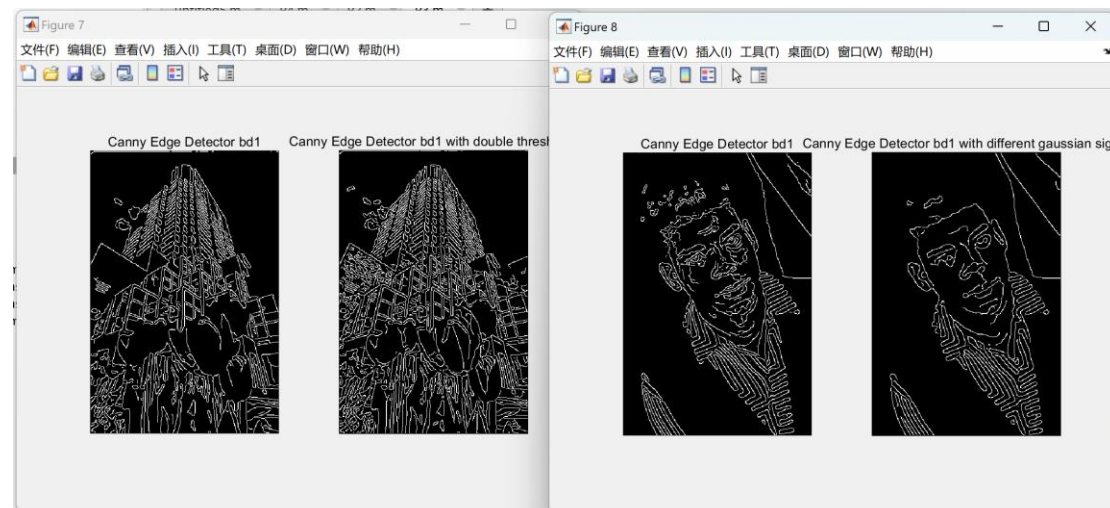 Figure 7
文件(F) 编辑(E) 查看(V) 插入(I) 工具(T) 桌面(D) 窗口(W) 帮助(H)
Canny Edge Detector bd1
Canny Edge Detector bd1 with double thresh
Figure 8
文件(F) 编辑(E) 查看(V) 插入(I) 工具(T) 桌面(D) 窗口(W) 帮助(H)
Canny Edge Detector bd1
Canny Edge Detector bd1 with different gaussian sig